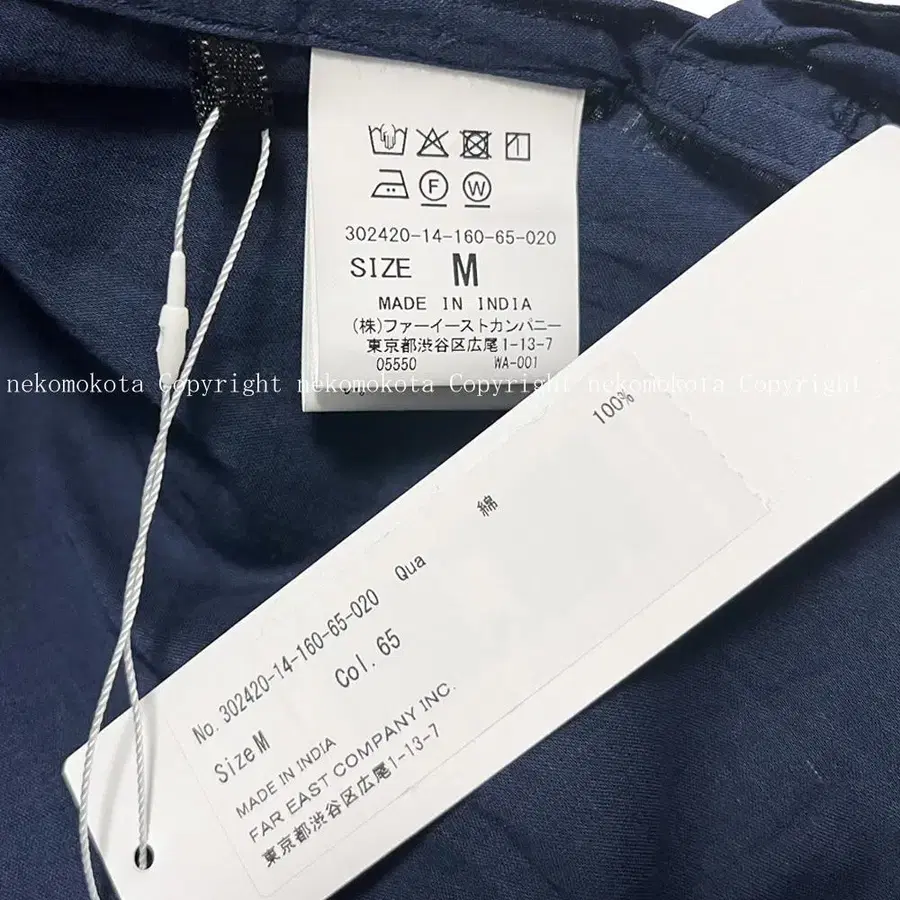 302420-14-160-65-020
SIZE M
MADE IN INDIA
(株)ファーイーストカンパニー
東京都渋谷区広尾1-13-7
05550 WA-001
nekomokota Copyright nekomokota Copyright nekomokota Copyright
100%
綿
No. 302420-14-160-65-020 Qua
Size M Col. 65
MADE IN INDIA
FAR EAST COMPANY INC.
東京都渋谷区広尾1-13-7